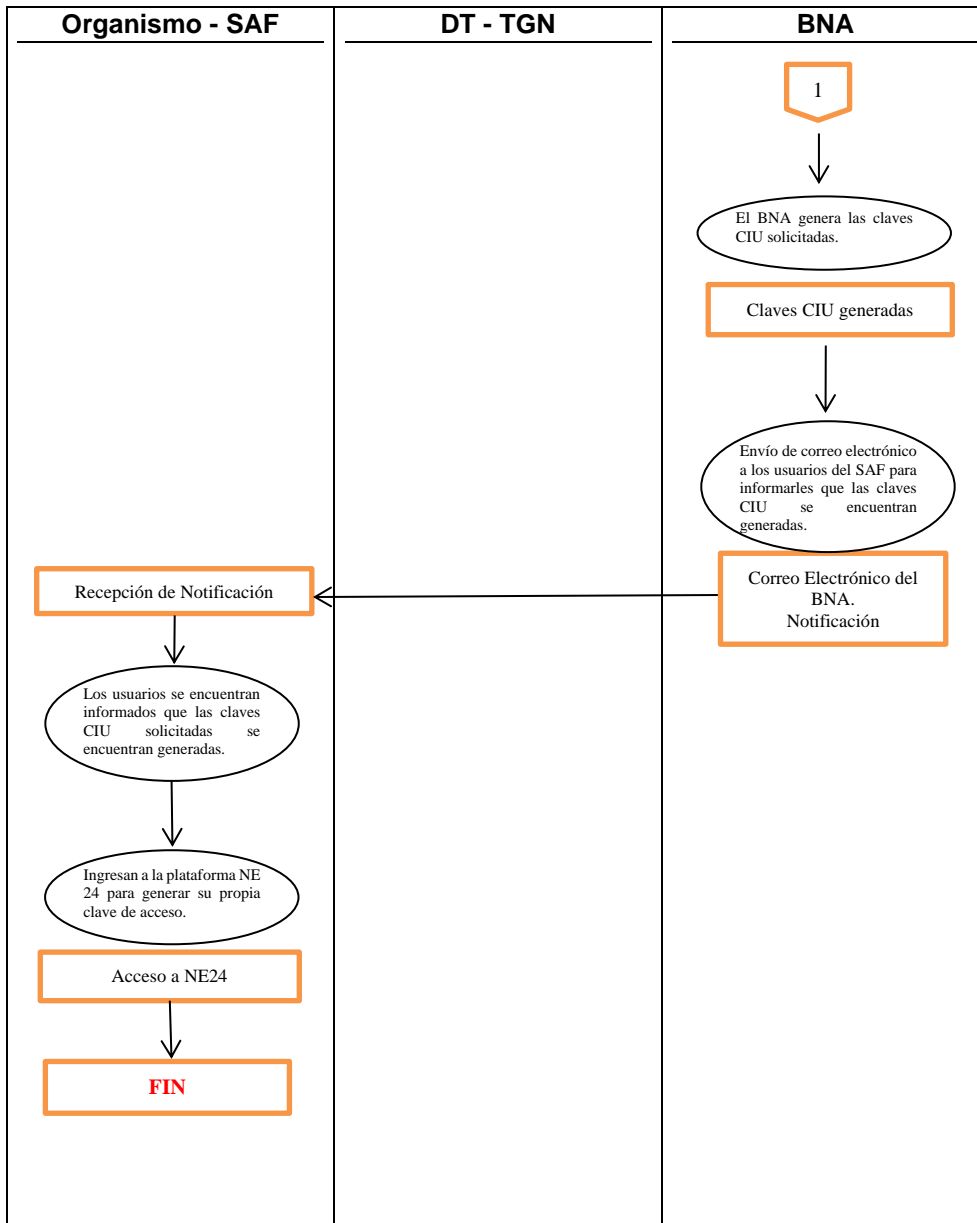 Organismo - SAF
DT - TGN
BNA
1
El BNA genera las claves
CIU solicitadas.
Claves CIU generadas
Envío de correo electrónico
a los usuarios del SAF para
informarles que las claves
CIU se encuentran
generadas.
Correo Electrónico del
BNA.
Notificación
Recepción de Notificación
Los usuarios se encuentran
informados que las claves
CIU solicitadas se
encuentran generadas.
Ingresan a la plataforma NE
24 para generar su propia
clave de acceso.
Acceso a NE24
FIN